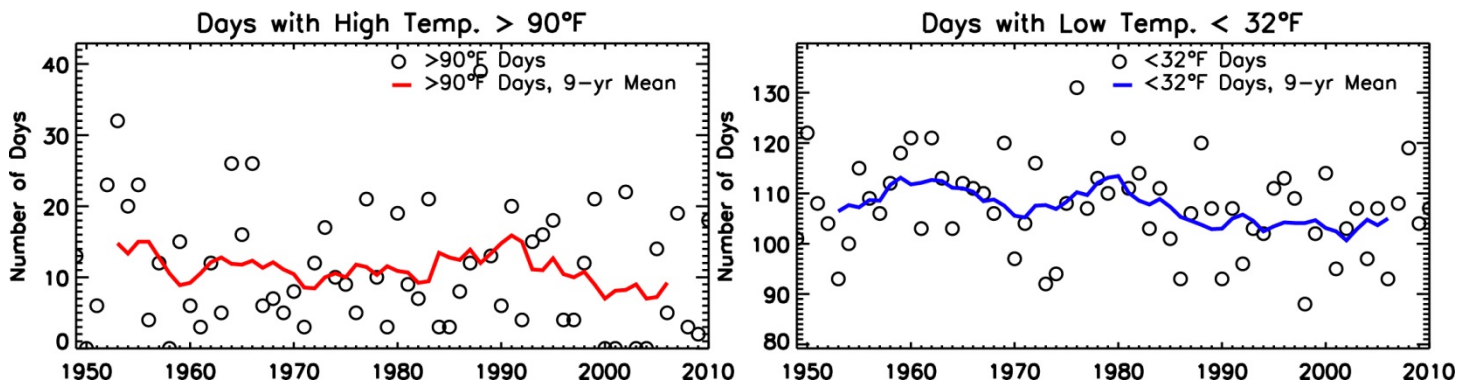 Days with High Temp. > 90°F
Number of Days
40
30
20
10
0
>90°F Days
>90°F Days, 9-yr Mean
1950 1960 1970 1980 1990 2000 2010
Days with Low Temp. < 32°F
Number of Days
130
120
110
100
90
80
<32°F Days
<32°F Days, 9-yr Mean
1950 1960 1970 1980 1990 2000 2010